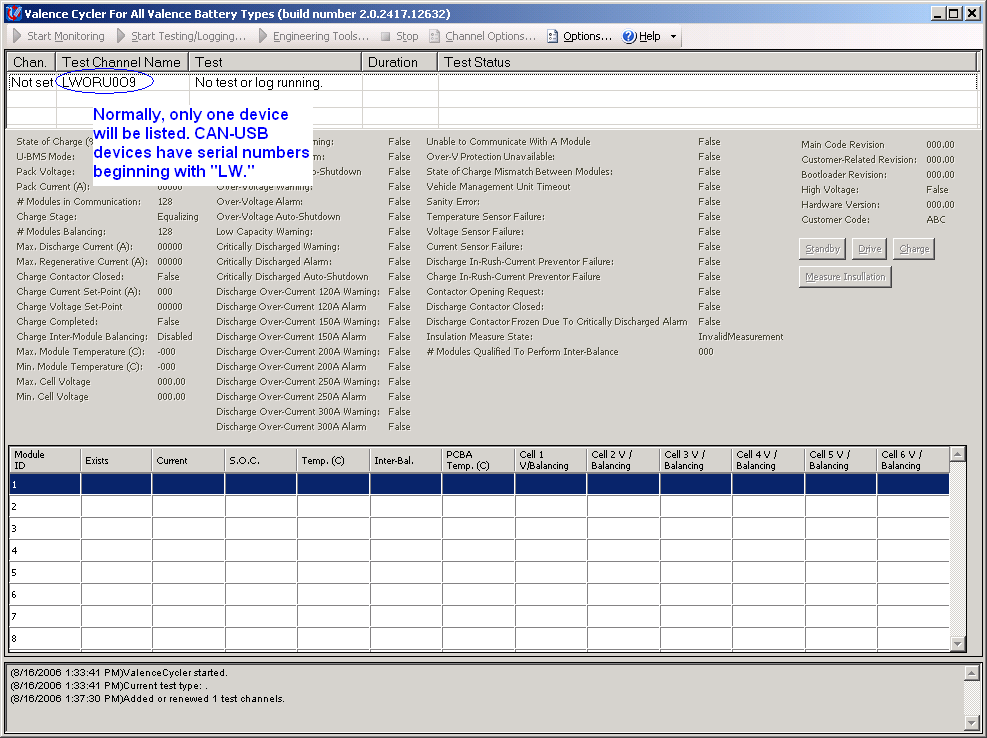 Valence Cycler For All Valence Battery Types (build number 2.0.2417.12632)
Start Monitoring Start Testing/Logging... Engineering Tools... Stop Channel Options... Options... Help
Chan. Test Channel Name Test Duration Test Status
Not set LWORU0O9 No test or log running.
Normally, only one device
will be listed. CAN-USB
devices have serial numbers
beginning with "LW."
State of Charge (% ning: False Unable to Communicate With A Module False Main Code Revision 000.00
U-BMS Mode: m: False Over-V Protection Unavailable: False Customer-Related Revision: 000.00
Pack Voltage: o-Shutdown False State of Charge Mismatch Between Modules: False Bootloader Revision: 000.00
Pack Current (A): 00000 Over-Voltage Warning: False Vehicle Management Unit Timeout False High Voltage: False
# Modules in Communication: 128 Over-Voltage Alarm: False Sanity Error: False Hardware Version: 000.00
Charge Stage: Equalizing Over-Voltage Auto-Shutdown False Temperature Sensor Failure: False Customer Code: ABC
# Modules Balancing: 128 Low Capacity Warning: False Voltage Sensor Failure: False
Max. Discharge Current (A): 00000 Critically Discharged Warning: False Current Sensor Failure: False Standby Drive Charge
Max. Regenerative Current (A): 00000 Critically Discharged Alarm: False Discharge In-Rush-Current Preventor Failure: False
Charge Contactor Closed: False Critically Discharged Auto-Shutdown False Charge In-Rush-Current Preventor Failure False Measure Insullation
Charge Current Set-Point (A): 000 Discharge Over-Current 120A Warning: False Contactor Opening Request: False
Charge Voltage Set-Point 00000 Discharge Over-Current 120A Alarm False Discharge Contactor Closed: False
Charge Completed: False Discharge Over-Current 150A Warning: False Discharge Contactor Frozen Due To Critically Discharged Alarm False
Charge Inter-Module Balancing: Disabled Discharge Over-Current 150A Alarm False Insulation Measure State: InvalidMeasurement
Max. Module Temperature (C): -000 Discharge Over-Current 200A Warning: False # Modules Qualified To Perform Inter-Balance 000
Min. Module Temperature (C): -000 Discharge Over-Current 200A Alarm False
Max. Cell Voltage 000.00 Discharge Over-Current 250A Warning: False
Min. Cell Voltage 000.00 Discharge Over-Current 250A Alarm False
Discharge Over-Current 300A Warning: False
Discharge Over-Current 300A Alarm False
Module ID Exists Current S.O.C. Temp. (C) Inter-Bal. PCBA Temp. (C) Cell 1 V/Balancing Cell 2 V / Balancing Cell 3 V / Balancing Cell 4 V / Balancing Cell 5 V / Balancing Cell 6 V / Balancing
1
2
3
4
5
6
7
8
(8/16/2006 1:33:41 PM)ValenceCycler started.
(8/16/2006 1:33:41 PM)Current test type: .
(8/16/2006 1:37:30 PM)Added or renewed 1 test channels.